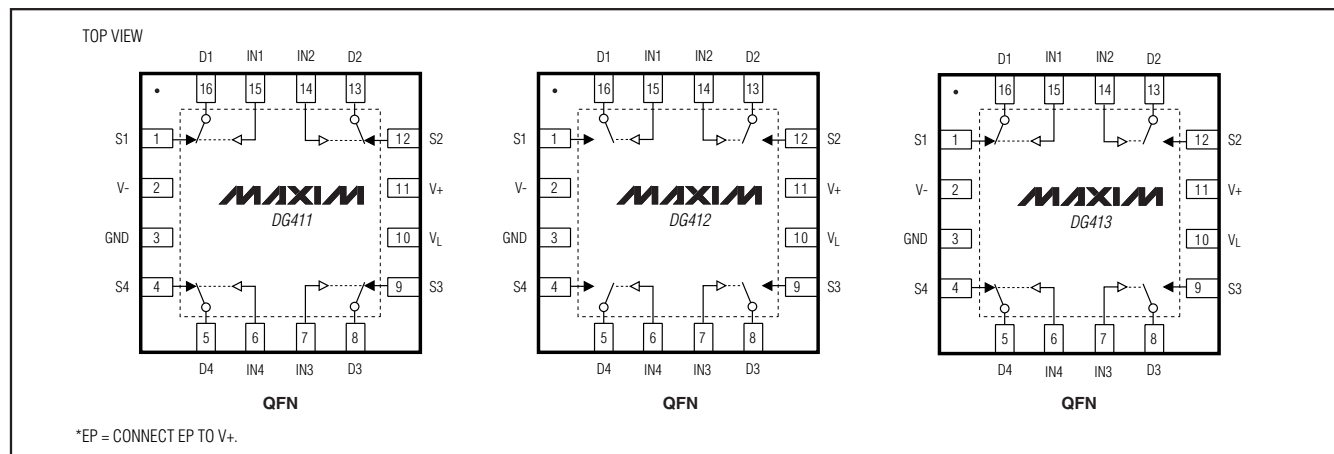 TOP VIEW
D1 IN1 IN2 D2
16 15 14 13
S1 1 12 S2
V- 2 11 V+
MAXIM
DG411
GND 3 10 VL
S4 4 9 S3
5 6 7 8
D4 IN4 IN3 D3
QFN
D1 IN1 IN2 D2
16 15 14 13
S1 1 12 S2
V- 2 11 V+
MAXIM
DG412
GND 3 10 VL
S4 4 9 S3
5 6 7 8
D4 IN4 IN3 D3
QFN
D1 IN1 IN2 D2
16 15 14 13
S1 1 12 S2
V- 2 11 V+
MAXIM
DG413
GND 3 10 VL
S4 4 9 S3
5 6 7 8
D4 IN4 IN3 D3
QFN
*EP = CONNECT EP TO V+.